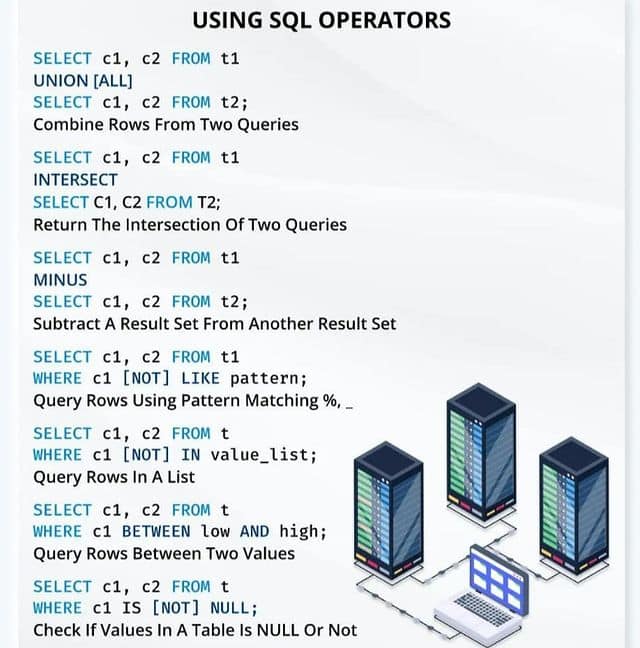 USING SQL OPERATORS
SELECT c1, c2 FROM t1
UNION [ALL]
SELECT c1, c2 FROM t2;
Combine Rows From Two Queries
SELECT c1, c2 FROM t1
INTERSECT
SELECT C1, C2 FROM T2;
Return The Intersection Of Two Queries
SELECT c1, c2 FROM t1
MINUS
SELECT c1, c2 FROM t2;
Subtract A Result Set From Another Result Set
SELECT c1, c2 FROM t1
WHERE c1 [NOT] LIKE pattern;
Query Rows Using Pattern Matching %, _
SELECT c1, c2 FROM t
WHERE c1 [NOT] IN value_list;
Query Rows In A List
SELECT c1, c2 FROM t
WHERE c1 BETWEEN low AND high;
Query Rows Between Two Values
SELECT c1, c2 FROM t
WHERE c1 IS [NOT] NULL;
Check If Values In A Table Is NULL Or Not